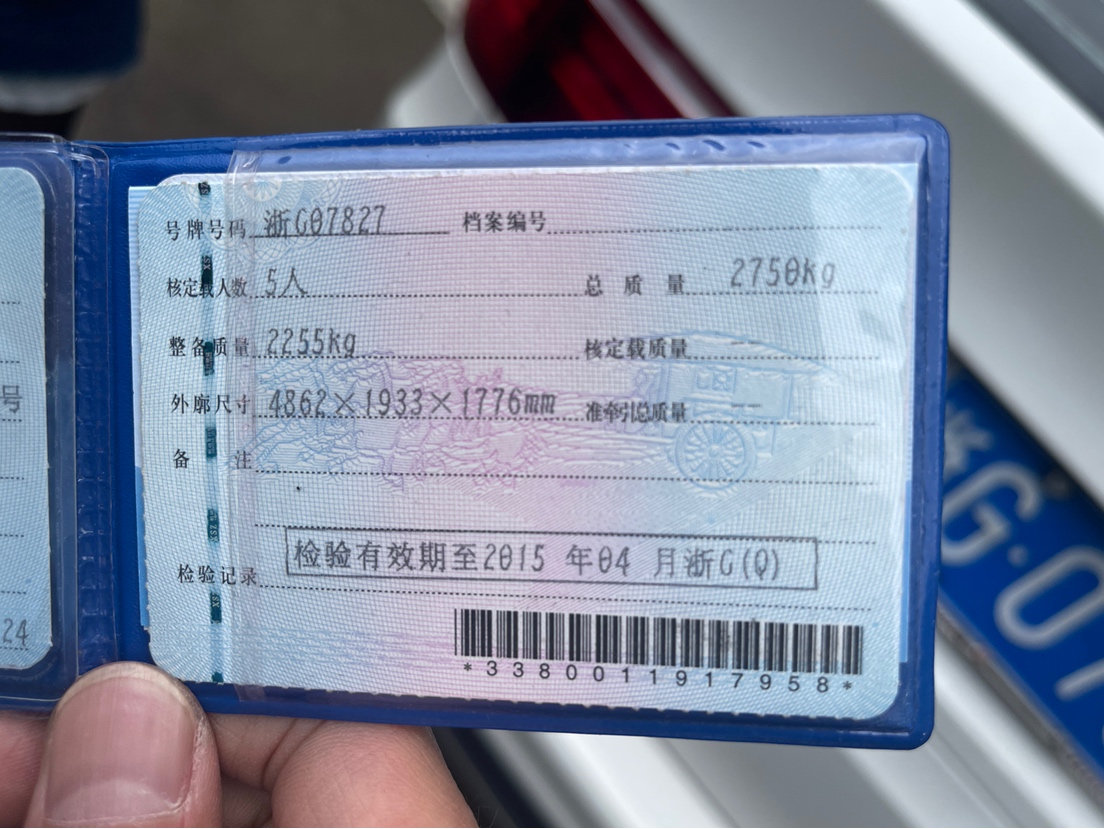 号牌号码 浙G07827 档案编号
核定载人数 5人 总质量 2750kg
整备质量 2255kg 核定载质量 --
外廓尺寸 4862×1933×1776mm 准牵引总质量 --
备注
检验有效期至2015 年04 月浙G(Q)
检验记录
*3380011917958*
号
24
G·07